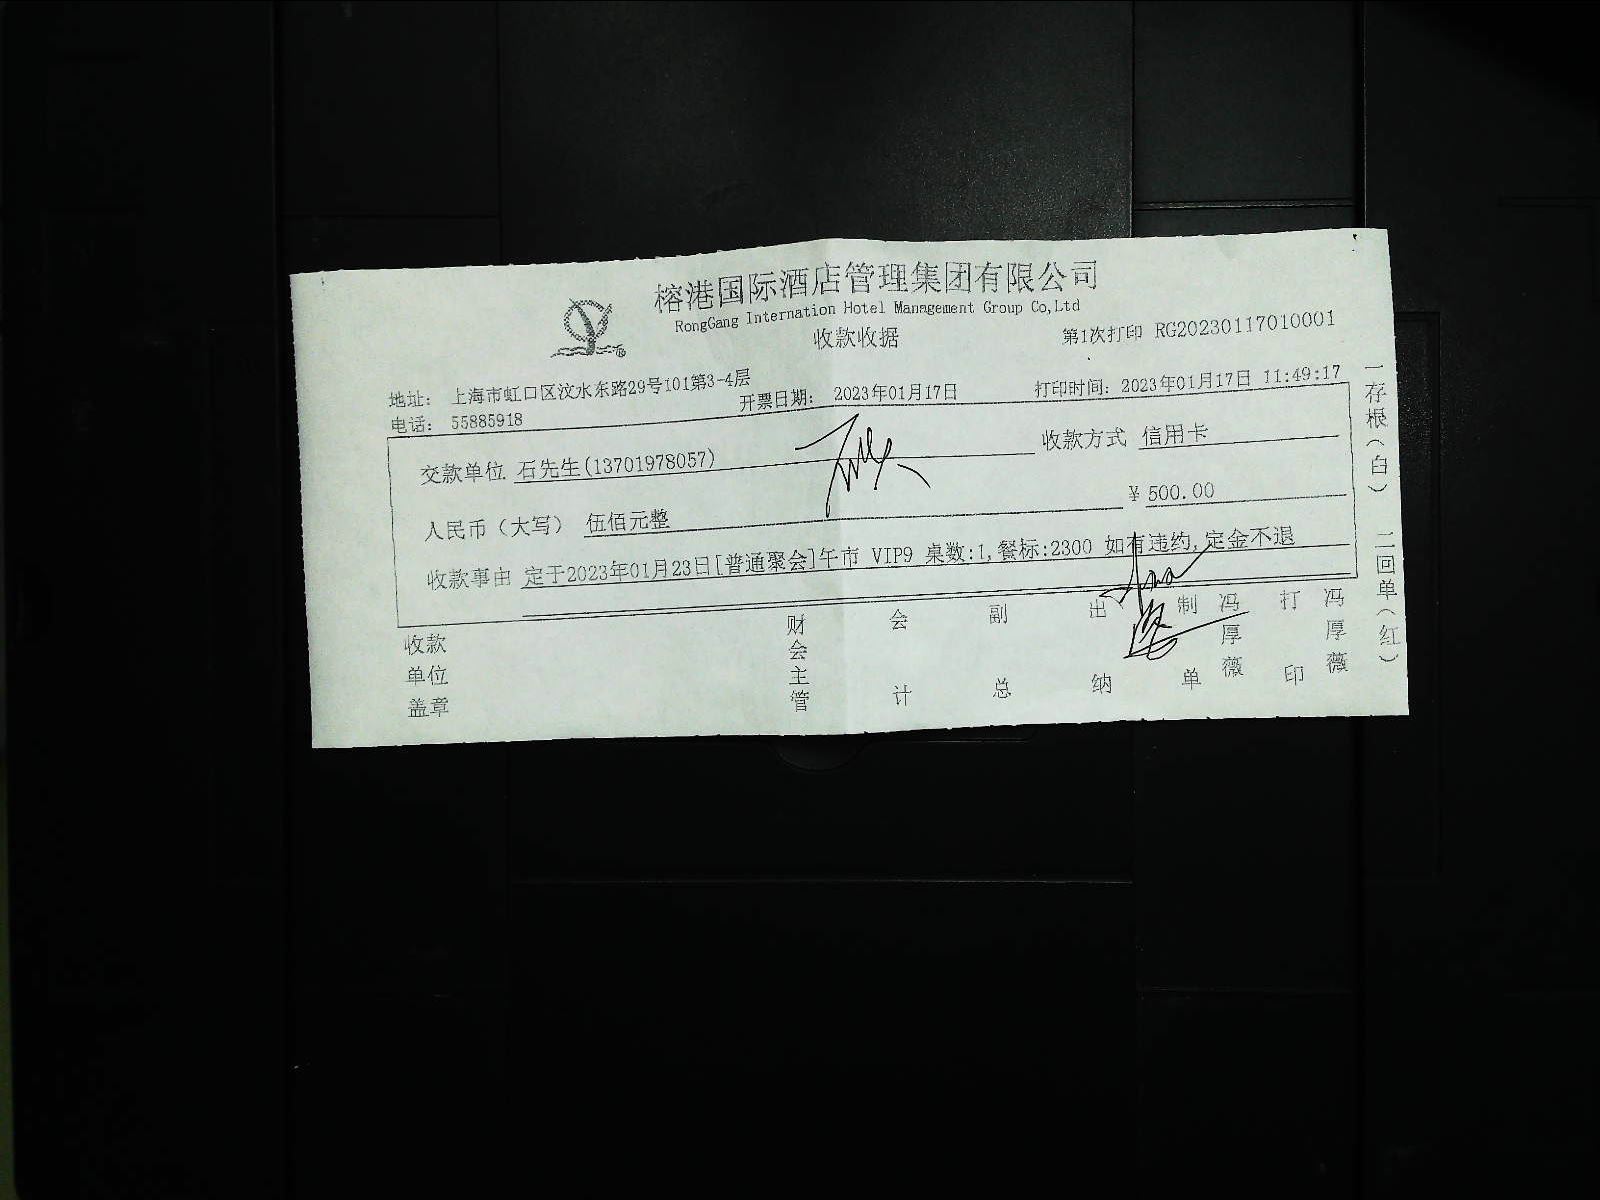 榕港国际酒店管理集团有限公司
RongGang Internation Hotel Management Group Co,Ltd
收款收据
第1次打印 RG20230117010001
地址： 上海市虹口区汶水东路29号101第3-4层
电话： 55885918
开票日期： 2023年01月17日
打印时间: 2023年01月17日 11:49:17
交款单位 石先生(13701978057)
收款方式 信用卡
人民币（大写） 伍佰元整
¥ 500.00
收款事由 定于2023年01月23日[普通聚会]午市 VIP9 桌数:1,餐标:2300 如有违约,定金不退
收款单位盖章
财会主管
会计
副总
出纳
制单 冯厚薇
打印 冯厚薇
一存根（白） 二回单（红）